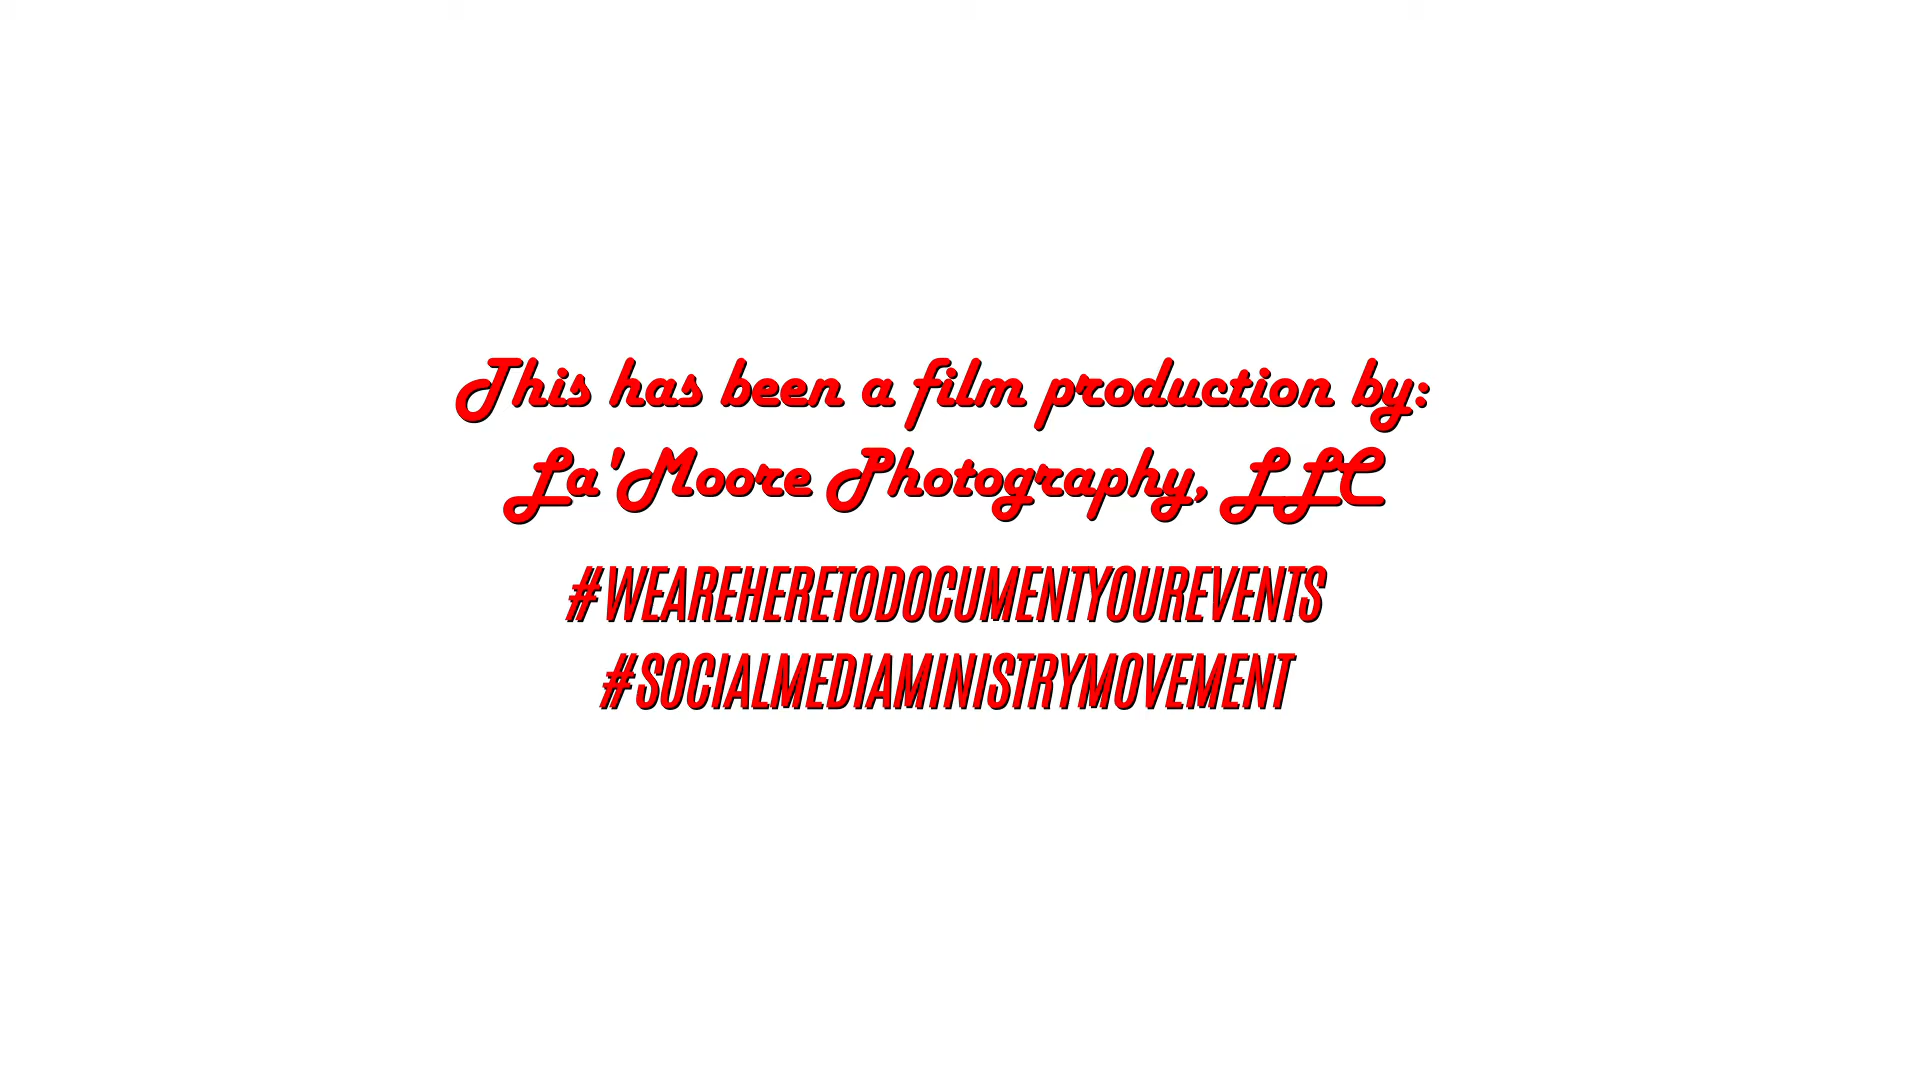 This has been a film production by:
La'Moore Photography, LLC
#WEAREHERETODOCUMENTYOUREVENTS
#SOCIALMEDIAMINISTRYMOVEMENT